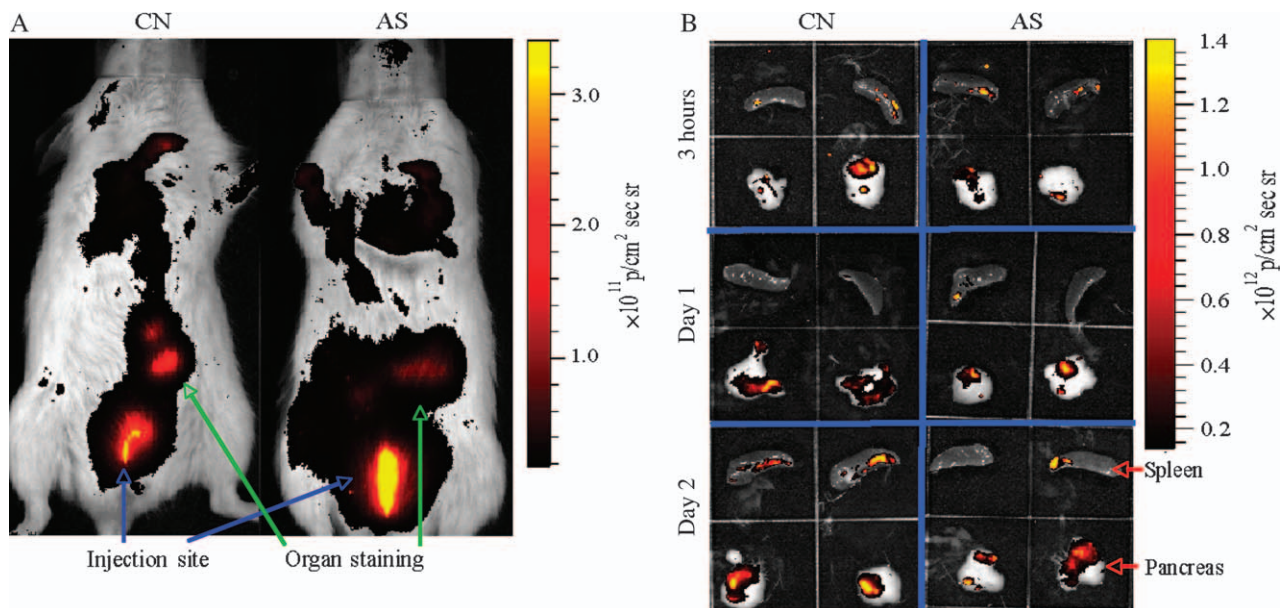 A
CN
AS
3.0
2.0
1.0
×10¹¹ p/cm² sec sr
Injection site
Organ staining
B
CN
AS
3 hours
Day 1
Day 2
Spleen
Pancreas
1.4
1.2
1.0
0.8
0.6
0.4
0.2
×10¹² p/cm² sec sr